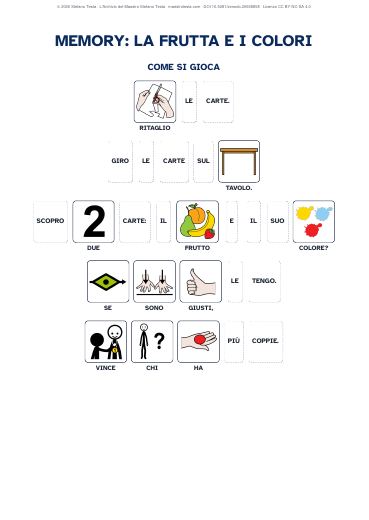 MEMORY: LA FRUTTA E I COLORI
COME SI GIOCA
RITAGLIO LE CARTE.
GIRO LE CARTE SUL TAVOLO.
SCOPRO 2 DUE CARTE: IL FRUTTO E IL SUO COLORE?
SE SONO GIUSTI, LE TENGO.
VINCE CHI ? HA PIÙ COPPIE.